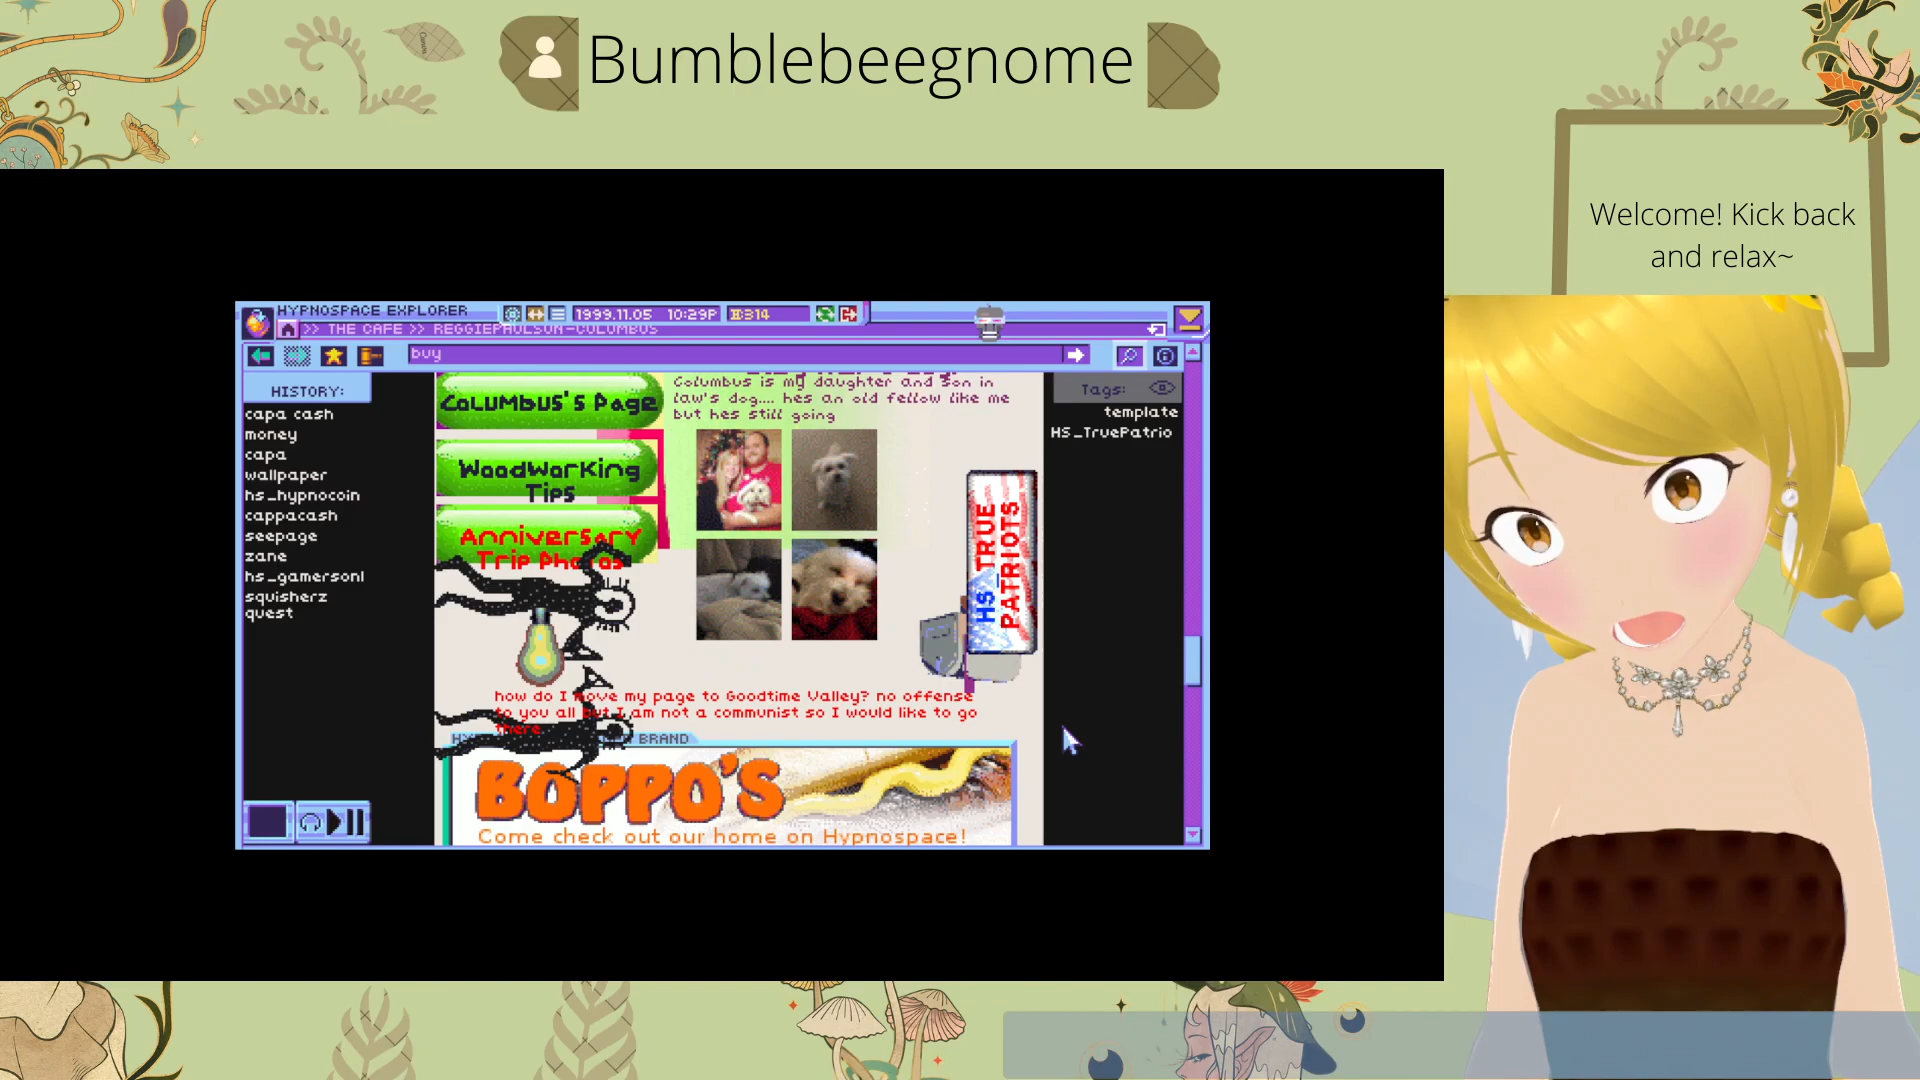 Bumblebeegnome
Welcome! Kick back
and relax~
HYPNOSPACE EXPLORER
1999.11.05 10:29P
314
>> THE CAFE >> REGGIEPAULSON-COLUMBUS
buy
HISTORY:
capa cash
money
capa
wallpaper
hs_hypnocoin
cappacash
seepage
zane
hs_gamersonl
squisherz
quest
Columbus's Page
Woodworking
Tips
Anniversary
Trip Photos
Columbus is my daughter and son in
law's dog.... hes an old fellow like me
but hes still going
HS_TRUE
PATRIOTS
Tags:
template
HS_TruePatrio
how do I move my page to Goodtime Valley? no offense
to you all but I am not a communist so I would like to go
there.
BRAND
BOPPO'S
Come check out our home on Hypnospace!